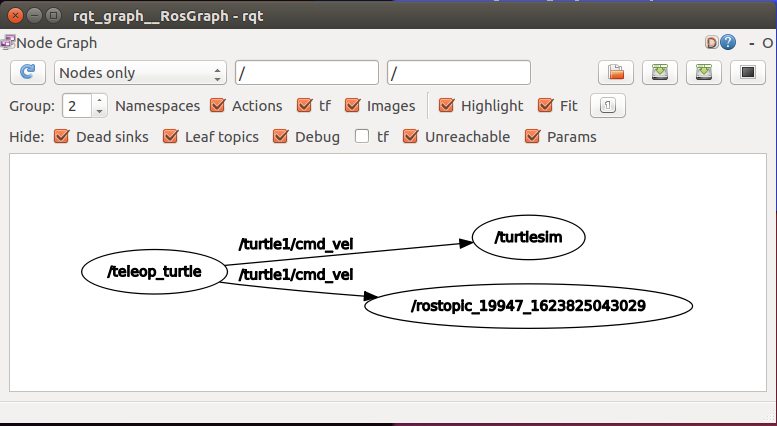 rqt_graph__RosGraph - rqt
Node Graph
D ? - O
Nodes only / /
Group: 2 Namespaces Actions tf Images Highlight Fit
Hide: Dead sinks Leaf topics Debug tf Unreachable Params
/turtle1/cmd_vel
/turtlesim
/teleop_turtle
/turtle1/cmd_vel
/rostopic_19947_1623825043029